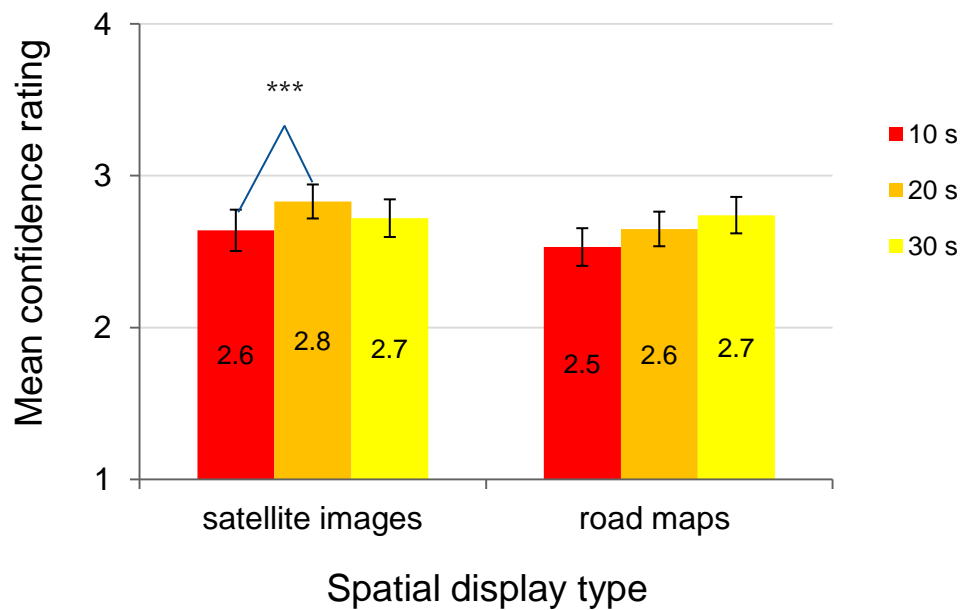 Mean confidence rating
4
3
2
1
***
2.6
2.8
2.7
2.5
2.6
2.7
satellite images
road maps
Spatial display type
10 s
20 s
30 s